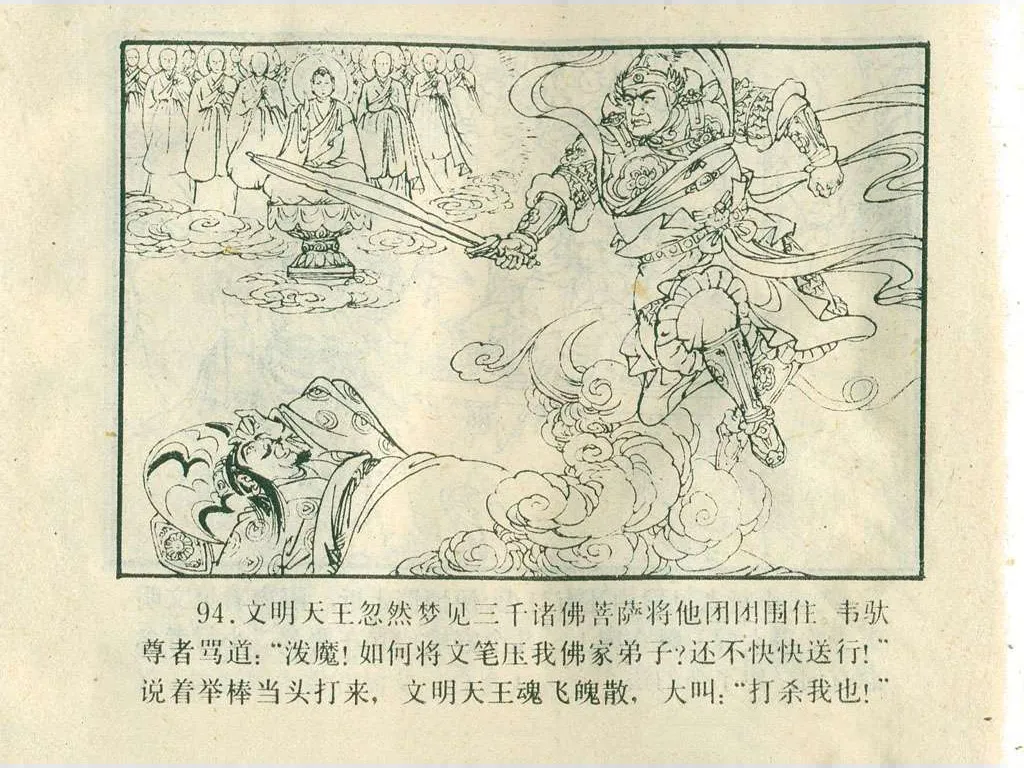 94.文明天王忽然梦见三千诸佛菩萨将他团团围住。韦驮
尊者骂道：“泼魔！如何将文笔压我佛家弟子？还不快快送行！”
说着举棒当头打来，文明天王魂飞魄散，大叫：“打杀我也！”